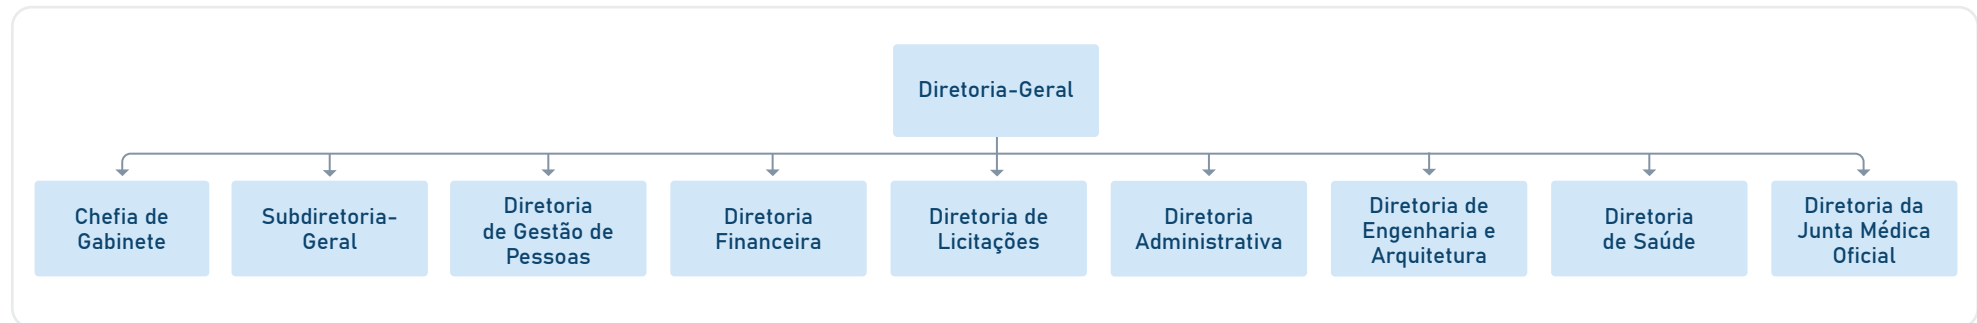 Diretoria-Geral
Chefia de
Gabinete
Subdiretoria-
Geral
Diretoria
de Gestão de
Pessoas
Diretoria
Financeira
Diretoria de
Licitações
Diretoria
Administrativa
Diretoria de
Engenharia e
Arquitetura
Diretoria
de Saúde
Diretoria da
Junta Médica
Oficial